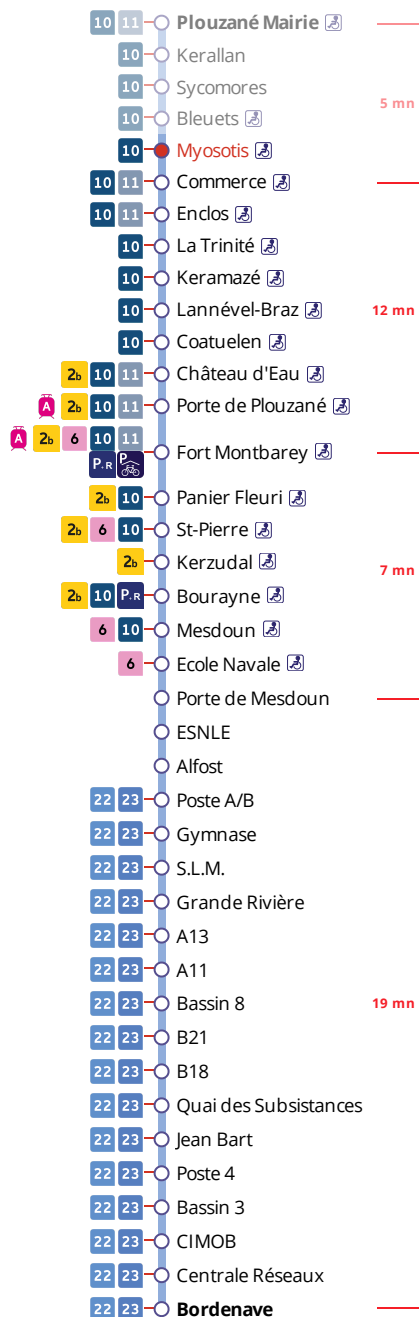 10 11 Plouzané Mairie
10 Kerallan
10 Sycomores
5 mn
10 Bleuets
10 Myosotis
10 11 Commerce
10 11 Enclos
10 La Trinité
10 Keramazé
10 Lannével-Braz 12 mn
10 Coatuelen
2b 10 11 Château d'Eau
A 2b 10 11 Porte de Plouzané
A 2b 6 10 11
Fort Montbarey
P.R P
2b 10 Panier Fleuri
2b 6 10 St-Pierre
2b Kerzudal
7 mn
2b 10 P.R Bourayne
6 10 Mesdoun
6 Ecole Navale
Porte de Mesdoun
ESNLE
Alfost
22 23 Poste A/B
22 23 Gymnase
22 23 S.L.M.
22 23 Grande Rivière
22 23 A13
22 23 A11
22 23 Bassin 8 19 mn
22 23 B21
22 23 B18
22 23 Quai des Subsistances
22 23 Jean Bart
22 23 Poste 4
22 23 Bassin 3
22 23 CIMOB
22 23 Centrale Réseaux
22 23 Bordenave